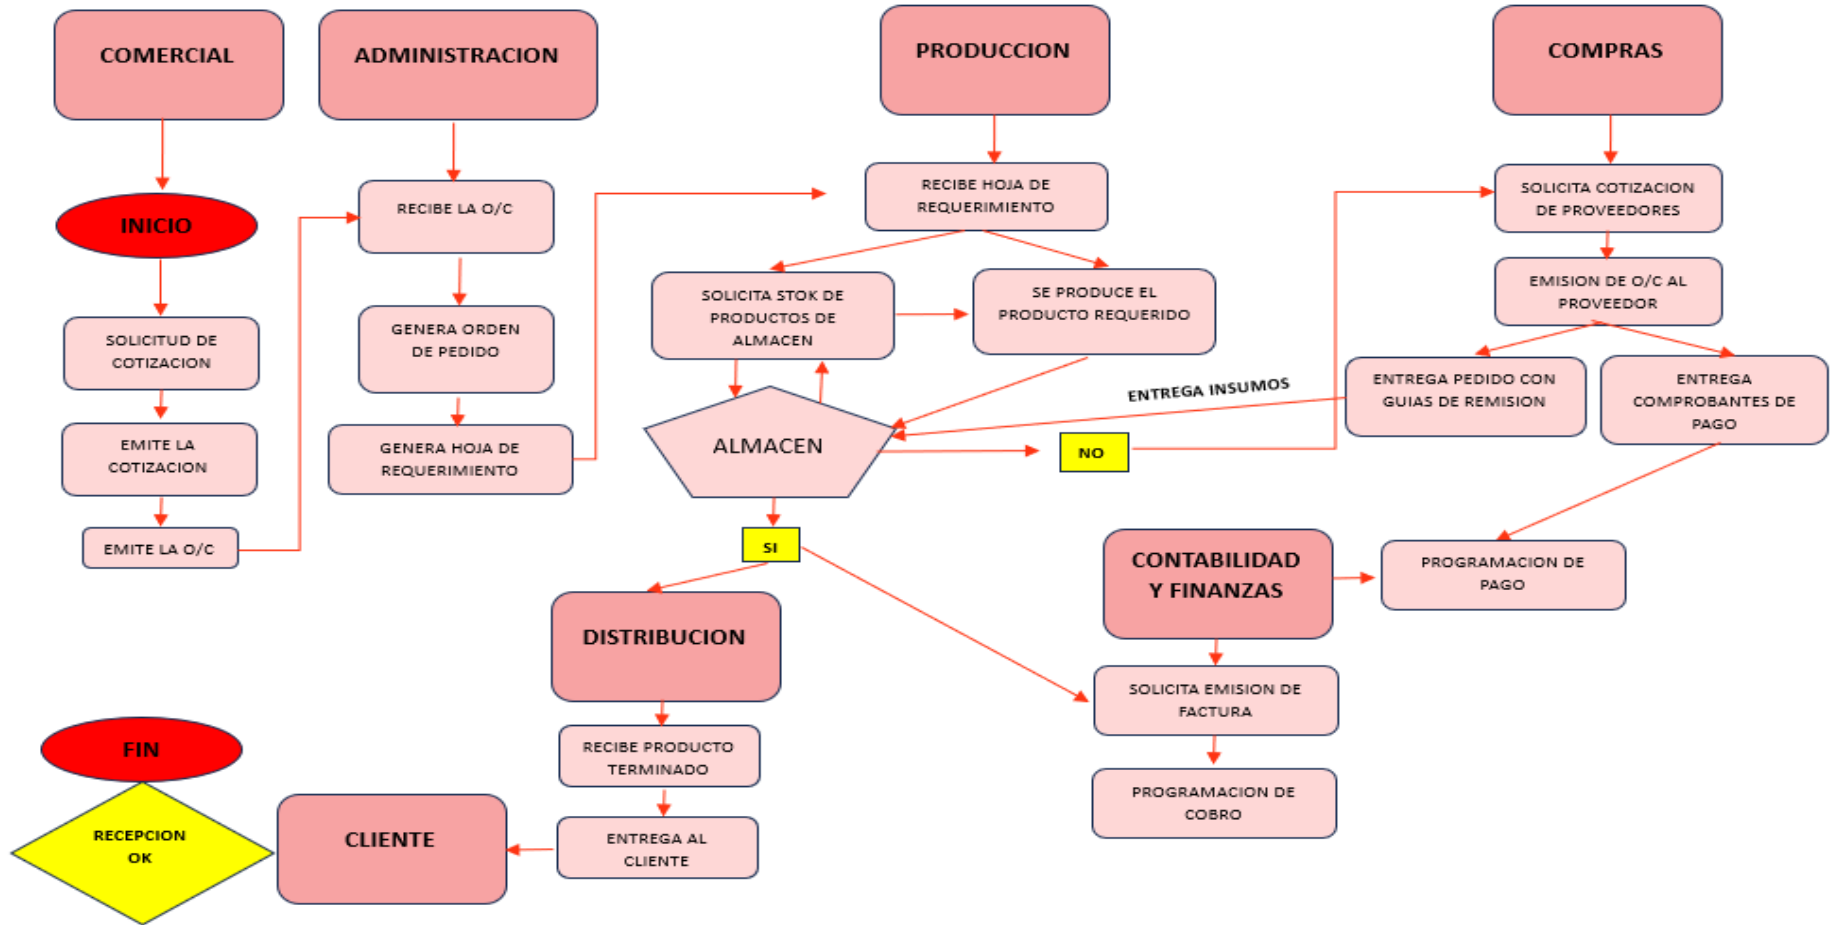 COMERCIAL
INICIO
SOLICITUD DE
COTIZACION
EMITE LA
COTIZACION
EMITE LA O/C
ADMINISTRACION
RECIBE LA O/C
GENERA ORDEN
DE PEDIDO
GENERA HOJA DE
REQUERIMIENTO
PRODUCCION
RECIBE HOJA DE
REQUERIMIENTO
SOLICITA STOK DE
PRODUCTOS DE
ALMACEN
SE PRODUCE EL
PRODUCTO REQUERIDO
ALMACEN
ENTREGA INSUMOS
NO
SI
COMPRAS
SOLICITA COTIZACION
DE PROVEEDORES
EMISION DE O/C AL
PROVEEDOR
ENTREGA PEDIDO CON
GUIAS DE REMISION
ENTREGA
COMPROBANTES DE
PAGO
PROGRAMACION DE
PAGO
CONTABILIDAD
Y FINANZAS
SOLICITA EMISION DE
FACTURA
PROGRAMACION DE
COBRO
DISTRIBUCION
RECIBE PRODUCTO
TERMINADO
ENTREGA AL
CLIENTE
CLIENTE
FIN
RECEPCION
OK